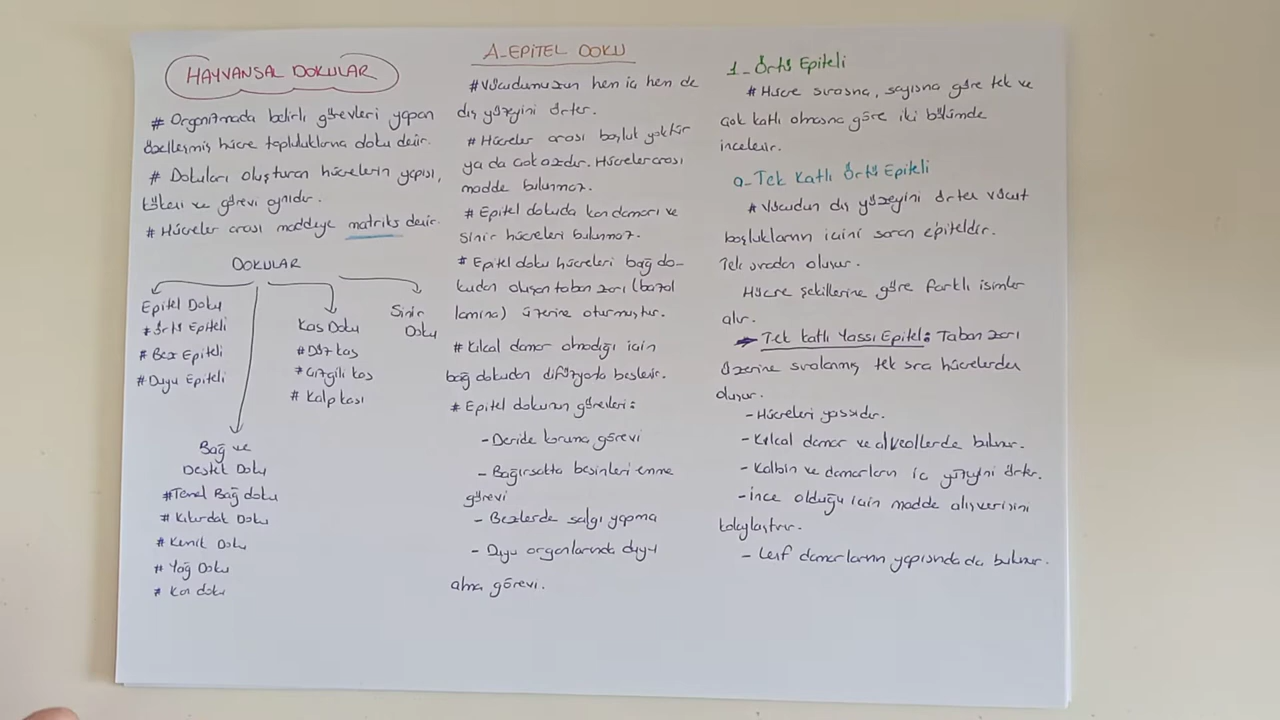 HAYVANSAL DOKULAR
# Organizmada belirli görevleri yapan
özelleşmiş hücre topluluklarına doku denir.
# Dokuları oluşturan hücrelerin yapısı,
kökeni ve görevi aynıdır.
# Hücreler arası maddeye matriks denir.
DOKULAR
Epitel Doku
# Örtü Epiteli
# Bez Epiteli
# Duyu Epiteli
Bağ ve
Destek Doku
# Temel Bağ doku
# Kıkırdak Doku
# Kemik Doku
# Yağ Doku
# Kan doku
Kas Doku
# Düz kas
# Çizgili kas
# Kalp kası
Sinir
Doku
A-EPİTEL DOKU
# Vücudumuzun hem iç hem de
dış yüzeyini örter.
# Hücreler arası boşluk yoktur
ya da çok azdır. Hücreler arası
madde bulunmaz.
# Epitel dokuda kan damarı ve
sinir hücreleri bulunmaz.
# Epitel doku hücreleri bağ do-
kudan oluşan taban zarı (bazal
lamina) üzerine oturmuştur.
# Kılcal damar olmadığı için
bağ dokudan difüzyonla beslenir.
# Epitel dokunun görevleri:
- Deride koruma görevi
- Bağırsakta besinleri emme
görevi
- Bezlerde salgı yapma
- Duyu organlarında duyu
alma görevi.
1- Örtü Epiteli
# Hücre sırasına, sayısına göre tek ve
çok katlı olmasına göre iki bölümde
incelenir.
a- Tek Katlı Örtü Epiteli
# Vücudun dış yüzeyini örten vücut
boşluklarının içini saran epiteldir.
Tek sıradan oluşur.
Hücre şekillerine göre farklı isimler
alır.
→ Tek katlı Yassı Epitel: Taban zarı
üzerine sıralanmış tek sıra hücrelerden
oluşur.
- Hücreleri yassıdır.
- Kılcal damar ve alveollerde bulunur.
- Kalbin ve damarların iç yüzeyini örter.
- İnce olduğu için madde alışverişini
kolaylaştırır.
- Lenf damarlarının yapısında da bulunur.